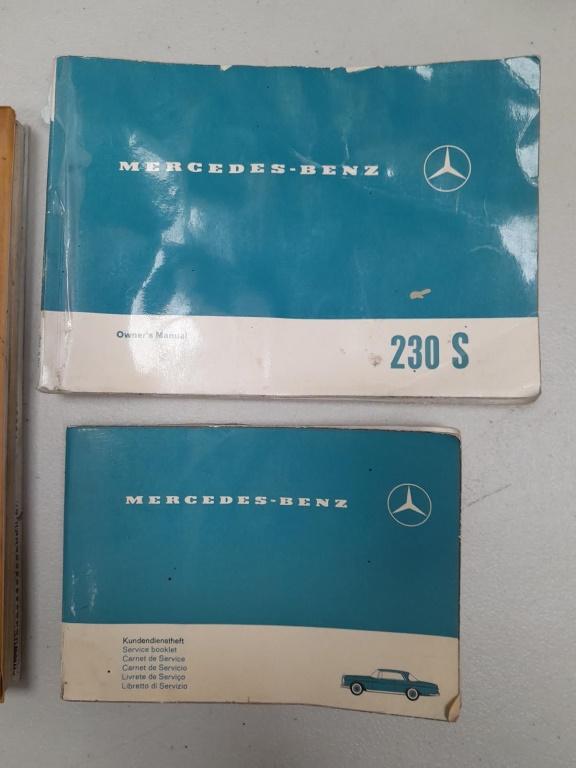 MERCEDES-BENZ
Owner's Manual
230 S
MERCEDES-BENZ
Kundendienstheft
Service booklet
Carnet de Service
Carnet de Servicio
Livrete de Serviço
Libretto di Servizio